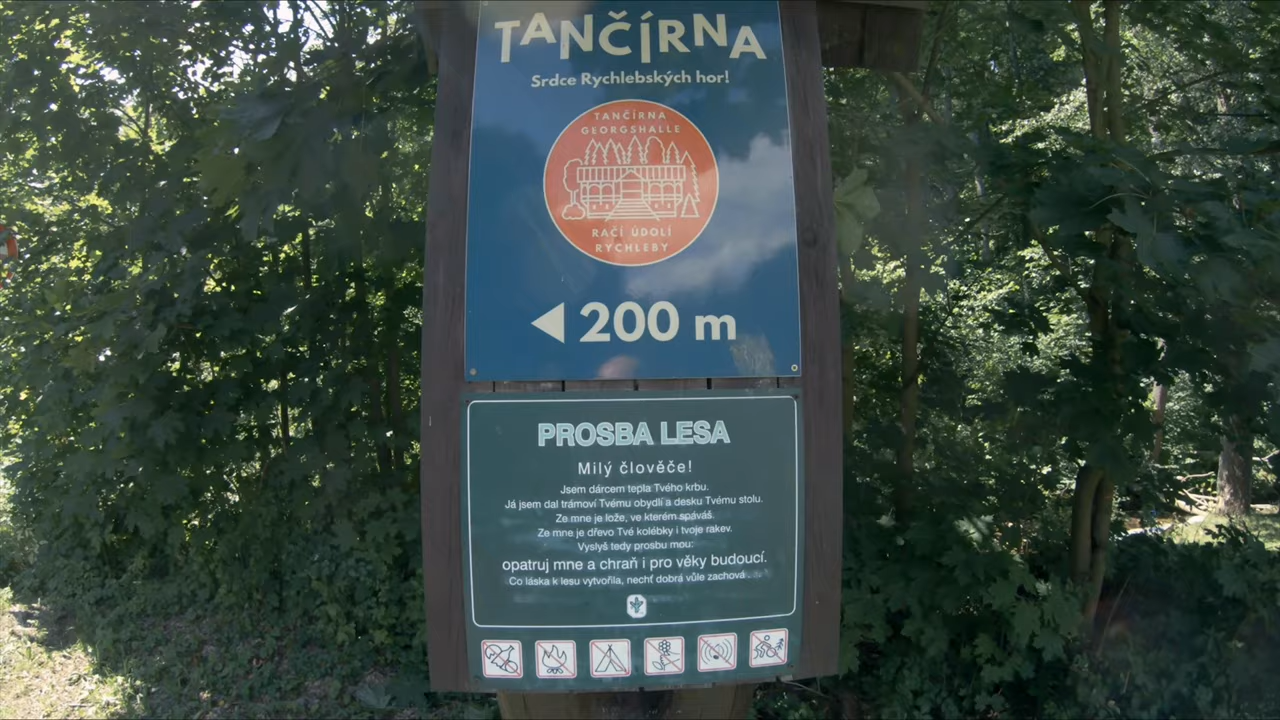 TANČÍRNA
Srdce Rychlebských hor!
TANČÍRNA
GEORGSHALLE
RAČÍ ÚDOLÍ
RYCHLEBY
200 m
PROSBA LESA
Milý člověče!
Jsem dárcem tepla Tvého krbu.
Já jsem dal trámoví Tvému obydlí a desku Tvému stolu.
Ze mne je lože, ve kterém spáváš.
Ze mne je dřevo Tvé kolébky i tvoje rakev.
Vyslyš tedy prosbu mou:
opatruj mne a chraň i pro věky budoucí.
Co láska k lesu vytvořila, nechť dobrá vůle zachová.